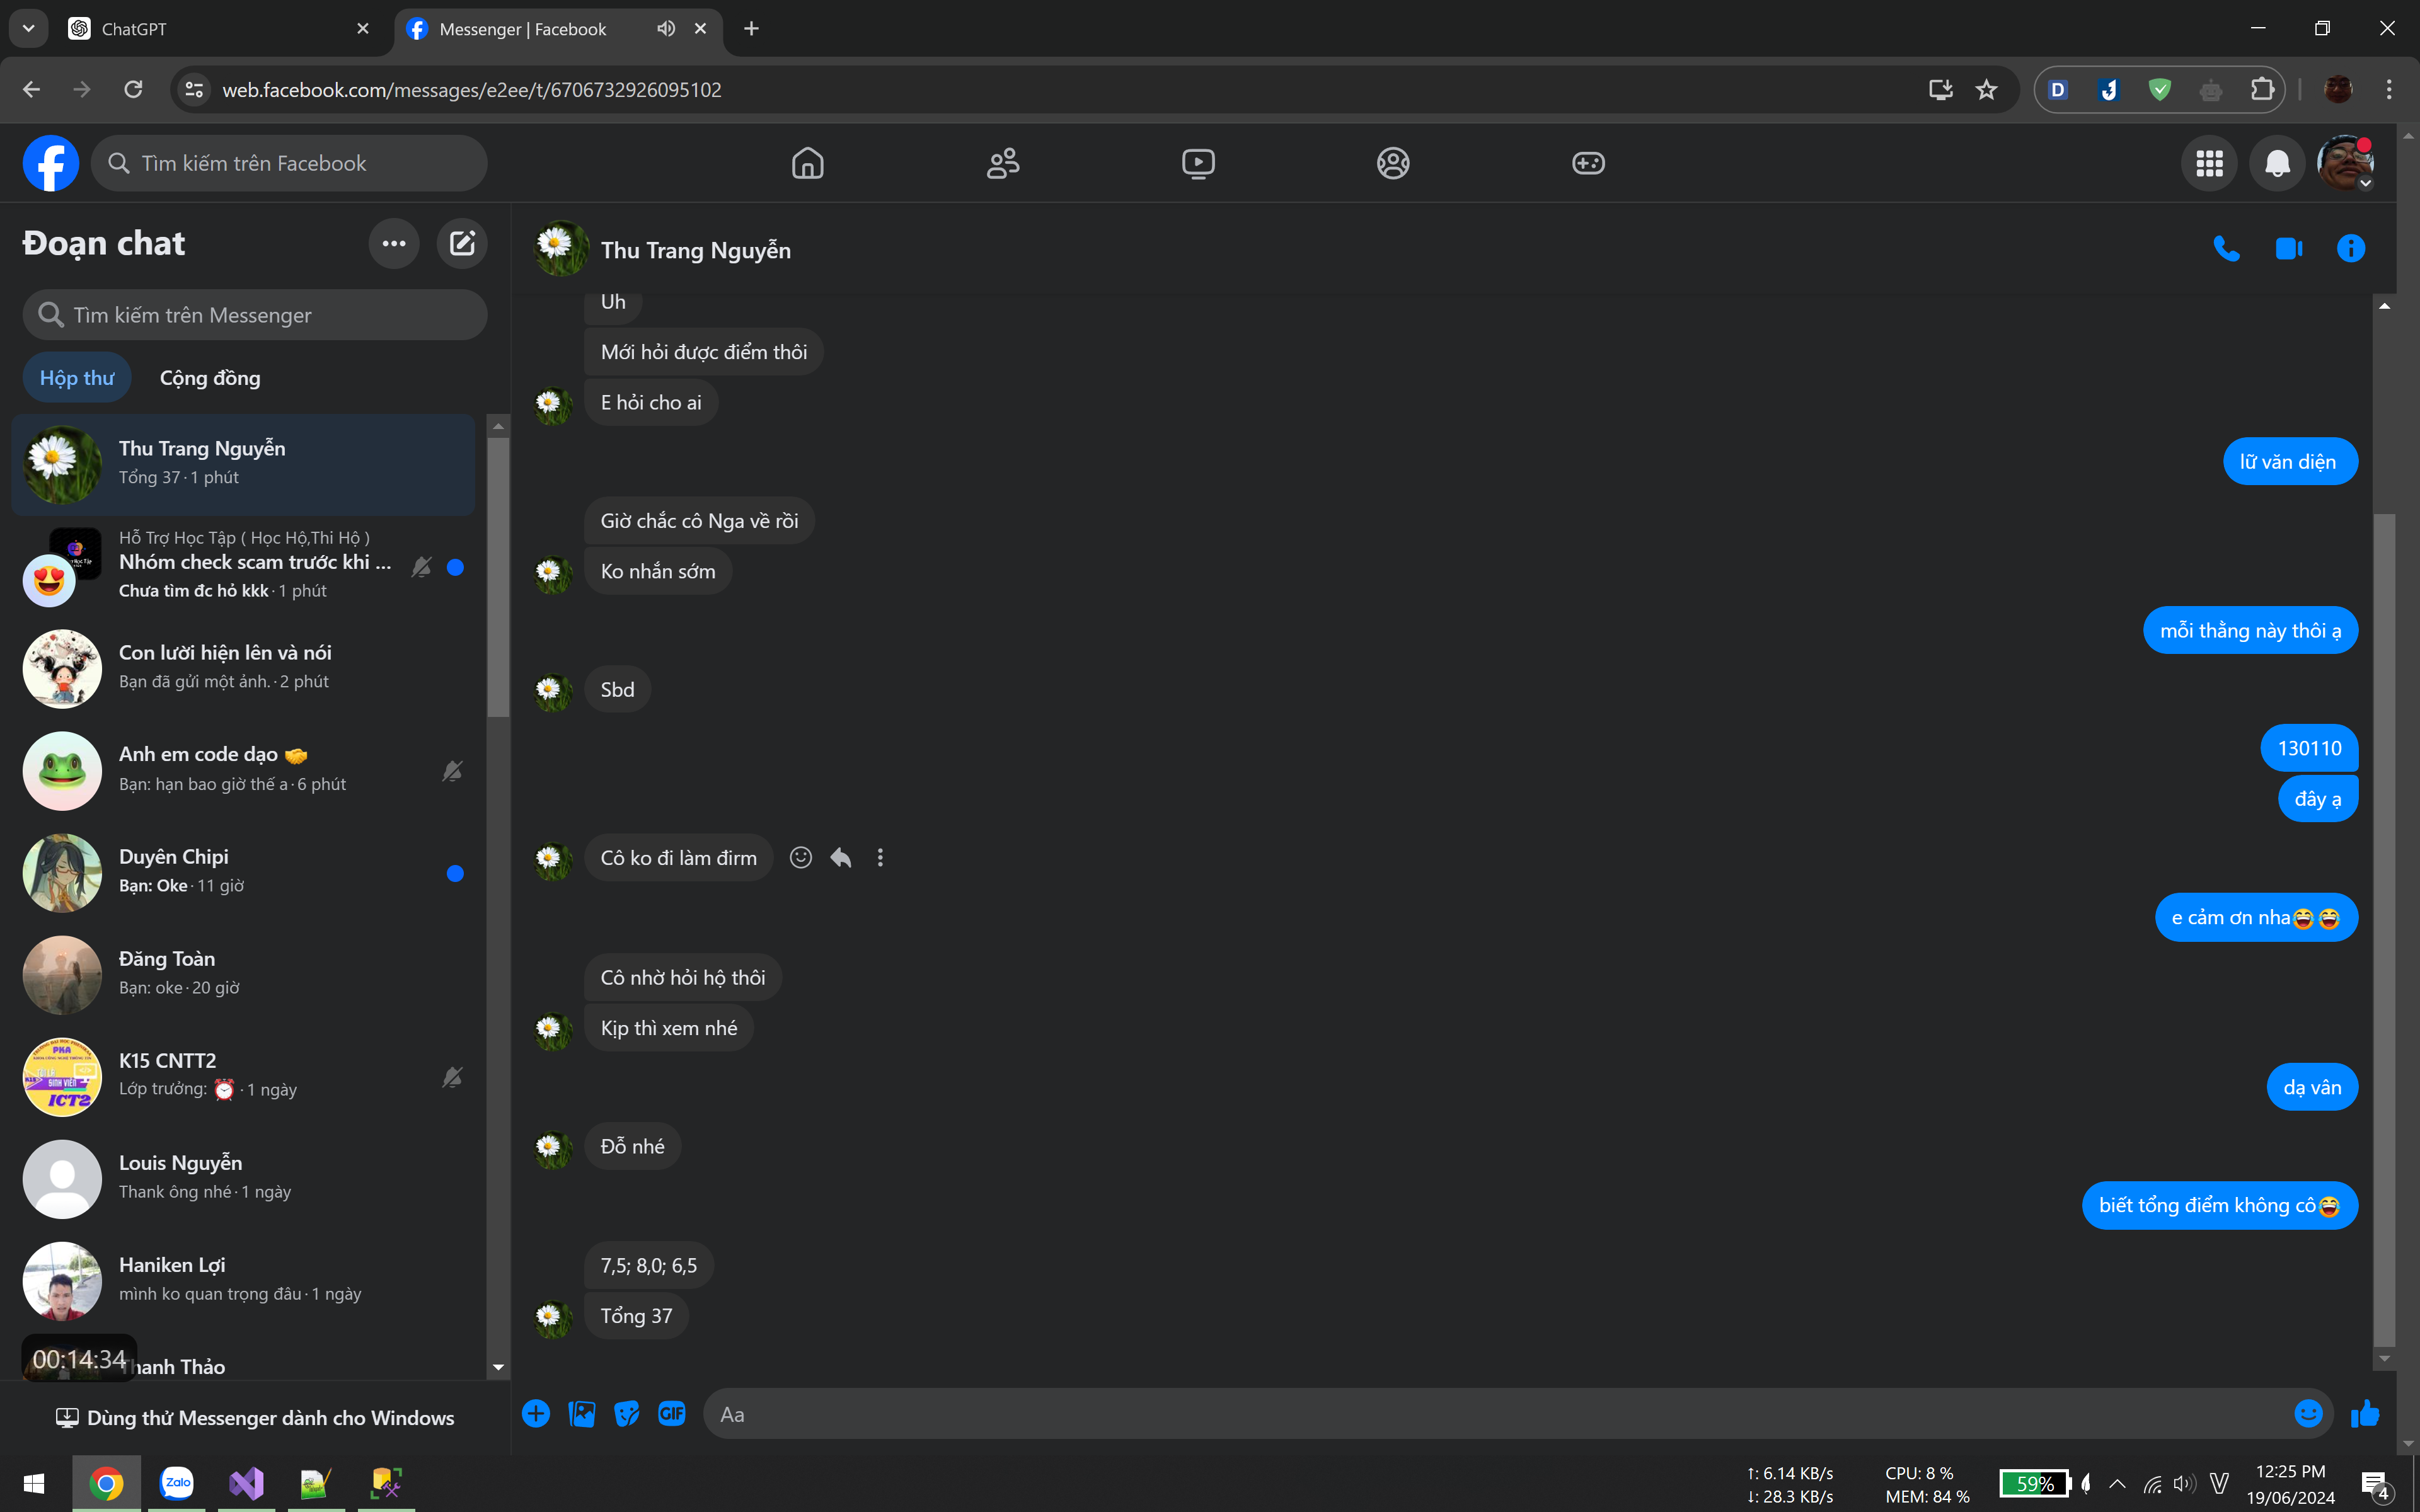 ChatGPT
Messenger | Facebook
web.facebook.com/messages/e2ee/t/6706732926095102
Tìm kiếm trên Facebook
Đoạn chat
Tìm kiếm trên Messenger
Hộp thư
Cộng đồng
Thu Trang Nguyễn
Tổng 37 · 1 phút
Hỗ Trợ Học Tập ( Học Hộ,Thi Hộ )
Nhóm check scam trước khi ...
Chưa tìm đc hỏ kkk · 1 phút
Con lười hiện lên và nói
Bạn đã gửi một ảnh. · 2 phút
Anh em code dạo 🤝
Bạn: hạn bao giờ thế a · 6 phút
Duyên Chipi
Bạn: Oke · 11 giờ
Đăng Toàn
Bạn: oke · 20 giờ
PKA
SINH VIÊN
ICT2
K15 CNTT2
Lớp trưởng: ⏰ · 1 ngày
Louis Nguyễn
Thank ông nhé · 1 ngày
Haniken Lợi
mình ko quan trọng đâu · 1 ngày
00:14:34
Thanh Thảo
Dùng thử Messenger dành cho Windows
Thu Trang Nguyễn
Uh
Mới hỏi được điểm thôi
E hỏi cho ai
lữ văn diện
Giờ chắc cô Nga về rồi
Ko nhắn sớm
mỗi thằng này thôi ạ
Sbd
130110
đây ạ
Cô ko đi làm đirm
e cảm ơn nha😂😂
Cô nhờ hỏi hộ thôi
Kịp thì xem nhé
dạ vân
Đỗ nhé
biết tổng điểm không cô😂
7,5; 8,0; 6,5
Tổng 37
GIF
Aa
Zalo
↑: 6.14 KB/s
↓: 28.3 KB/s
CPU: 8 %
MEM: 84 %
59%
V
12:25 PM
19/06/2024
4